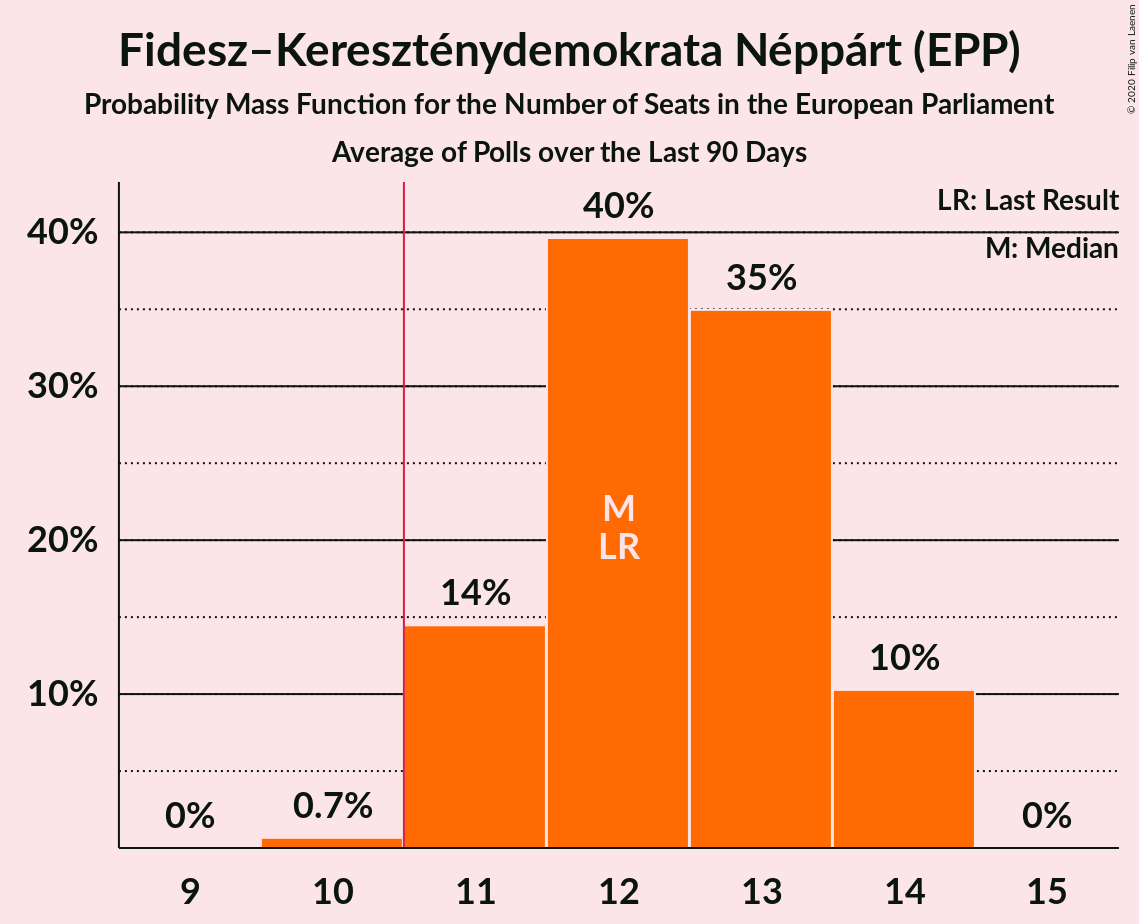 Fidesz–Kereszténydemokrata Néppárt (EPP)
Probability Mass Function for the Number of Seats in the European Parliament
Average of Polls over the Last 90 Days
© 2020 Filip van Laenen
LR: Last Result
M: Median
40%
30%
20%
10%
0%
0.7%
14%
40%
35%
10%
0%
M
LR
9
10
11
12
13
14
15